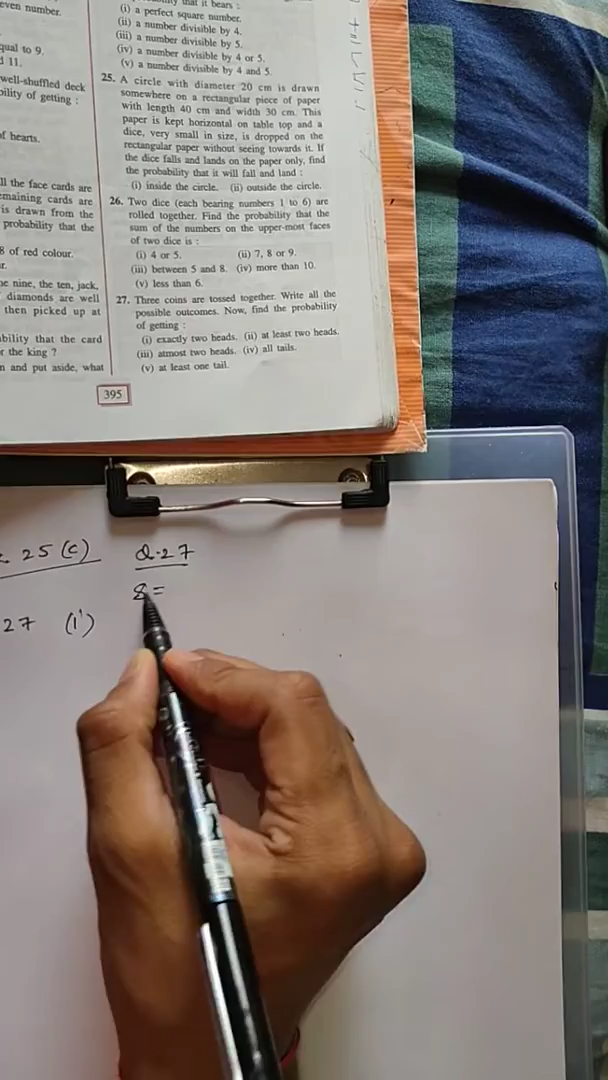 even number.
qual to 9.
11.
well-shuffled deck
bility of getting :
of hearts.
ll the face cards are
emaining cards are
is drawn from the
probability that the
8 of red colour.
r.
ne nine, the ten, jack,
diamonds are well
then picked up at
ability that the card
r the king ?
n and put aside, what
that it bears :
(i) a perfect square number.
(ii) a number divisible by 4.
(iii) a number divisible by 5.
(iv) a number divisible by 4 or 5.
(v) a number divisible by 4 and 5.
25. A circle with diameter 20 cm is drawn
somewhere on a rectangular piece of paper
with length 40 cm and width 30 cm. This
paper is kept horizontal on table top and a
dice, very small in size, is dropped on the
rectangular paper without seeing towards it. If
the dice falls and lands on the paper only, find
the probability that it will fall and land :
(i) inside the circle. (ii) outside the circle.
26. Two dice (each bearing numbers 1 to 6) are
rolled together. Find the probability that the
sum of the numbers on the upper-most faces
of two dice is :
(i) 4 or 5. (ii) 7, 8 or 9.
(iii) between 5 and 8. (iv) more than 10.
(v) less than 6.
27. Three coins are tossed together. Write all the
possible outcomes. Now, find the probability
of getting :
(i) exactly two heads. (ii) at least two heads.
(iii) atmost two heads. (iv) all tails.
(v) at least one tail.
395
25 (C) Q.27
S =
27 (i)